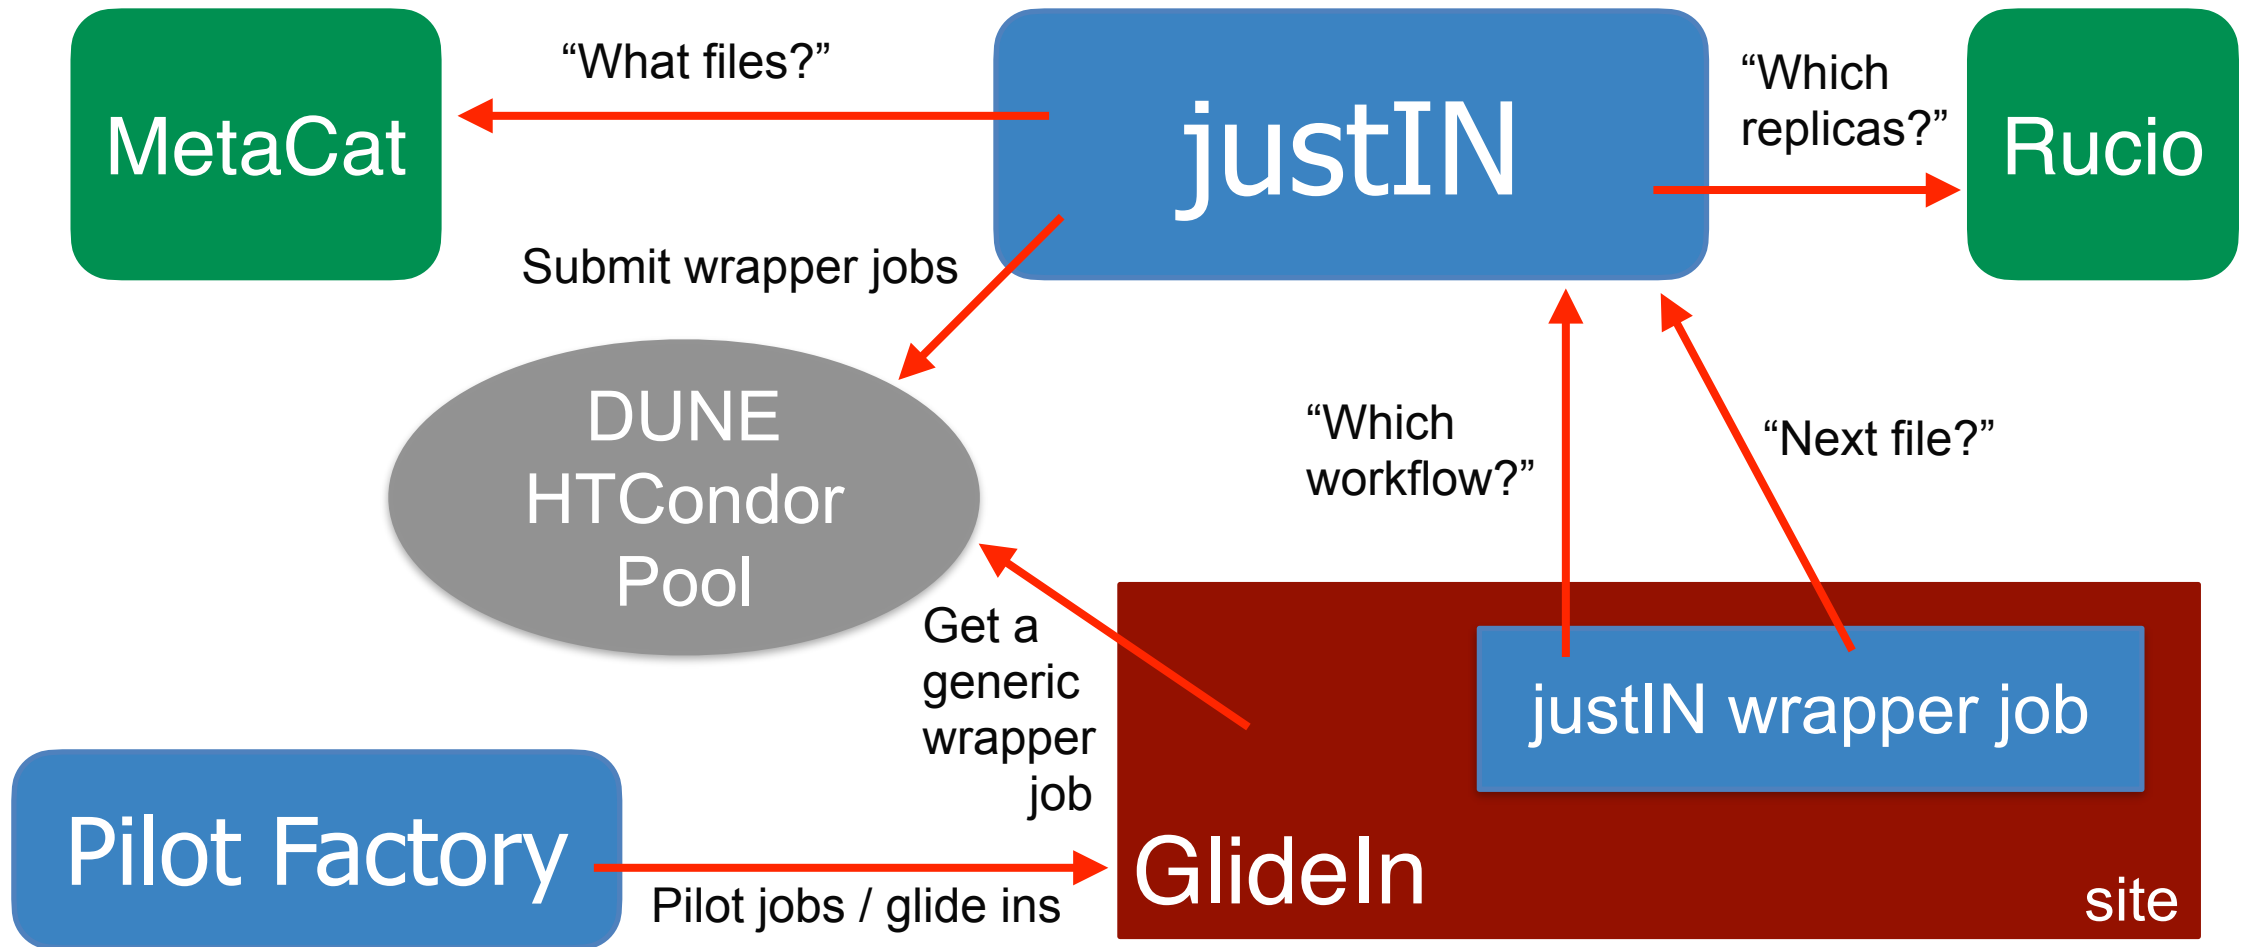 MetaCat
“What files?”
justIN
“Which
replicas?”
Rucio
Submit wrapper jobs
DUNE
HTCondor
Pool
“Which
workflow?”
“Next file?”
Get a
generic
wrapper
job
justIN wrapper job
Pilot Factory
Pilot jobs / glide ins
GlideIn
site